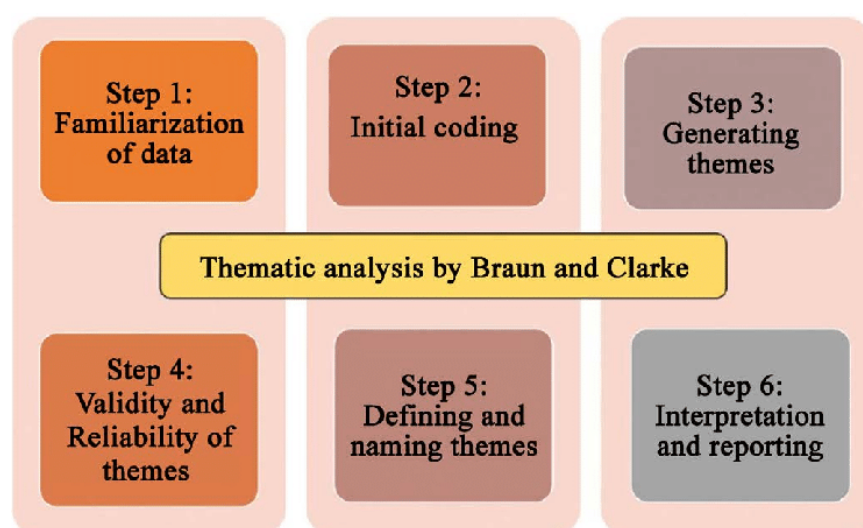 Step 1:
Familiarization
of data
Step 2:
Initial coding
Step 3:
Generating
themes
Thematic analysis by Braun and Clarke
Step 4:
Validity and
Reliability of
themes
Step 5:
Defining and
naming themes
Step 6:
Interpretation
and reporting